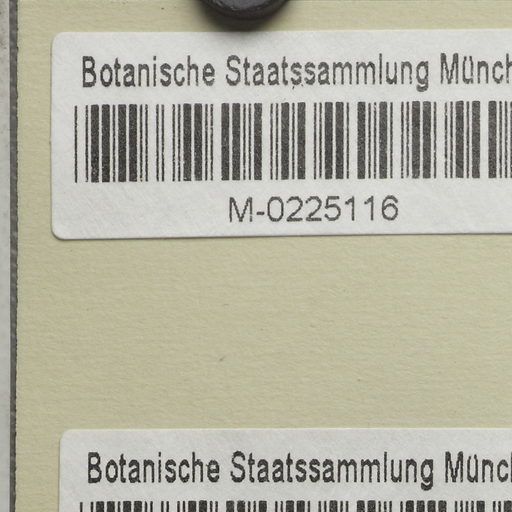 Botanische Staatssammlung Münch
M-0225116
Botanische Staatssammlung Münch